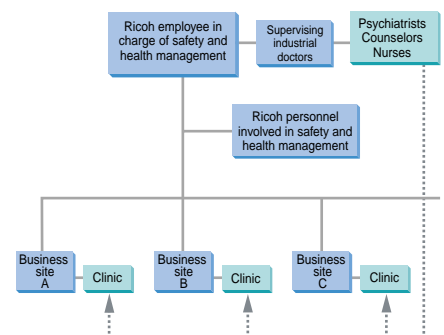 Ricoh employee in
charge of safety and
health management
Supervising
industrial
doctors
Psychiatrists
Counselors
Nurses
Ricoh personnel
involved in safety and
health management
Business
site
A
Clinic
Business
site
B
Clinic
Business
site
C
Clinic